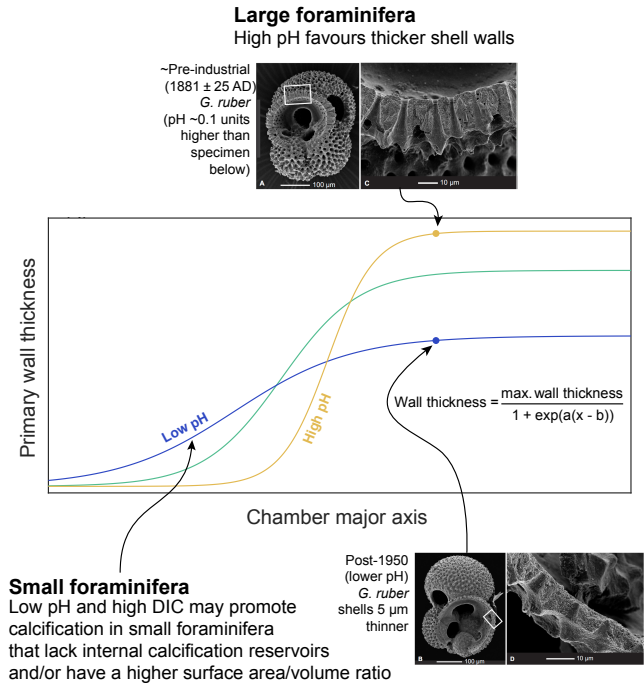 Large foraminifera
High pH favours thicker shell walls
~Pre-industrial
(1881 ± 25 AD)
G. ruber
(pH ~0.1 units
higher than
specimen
below)
A
100 µm
C
10 µm
Primary wall thickness
Low pH
High pH
Wall thickness = max. wall thickness
1 + exp(a(x - b))
Chamber major axis
Small foraminifera
Low pH and high DIC may promote
calcification in small foraminifera
that lack internal calcification reservoirs
and/or have a higher surface area/volume ratio
Post-1950
(lower pH)
G. ruber
shells 5 µm
thinner
B
100 µm
D
10 µm